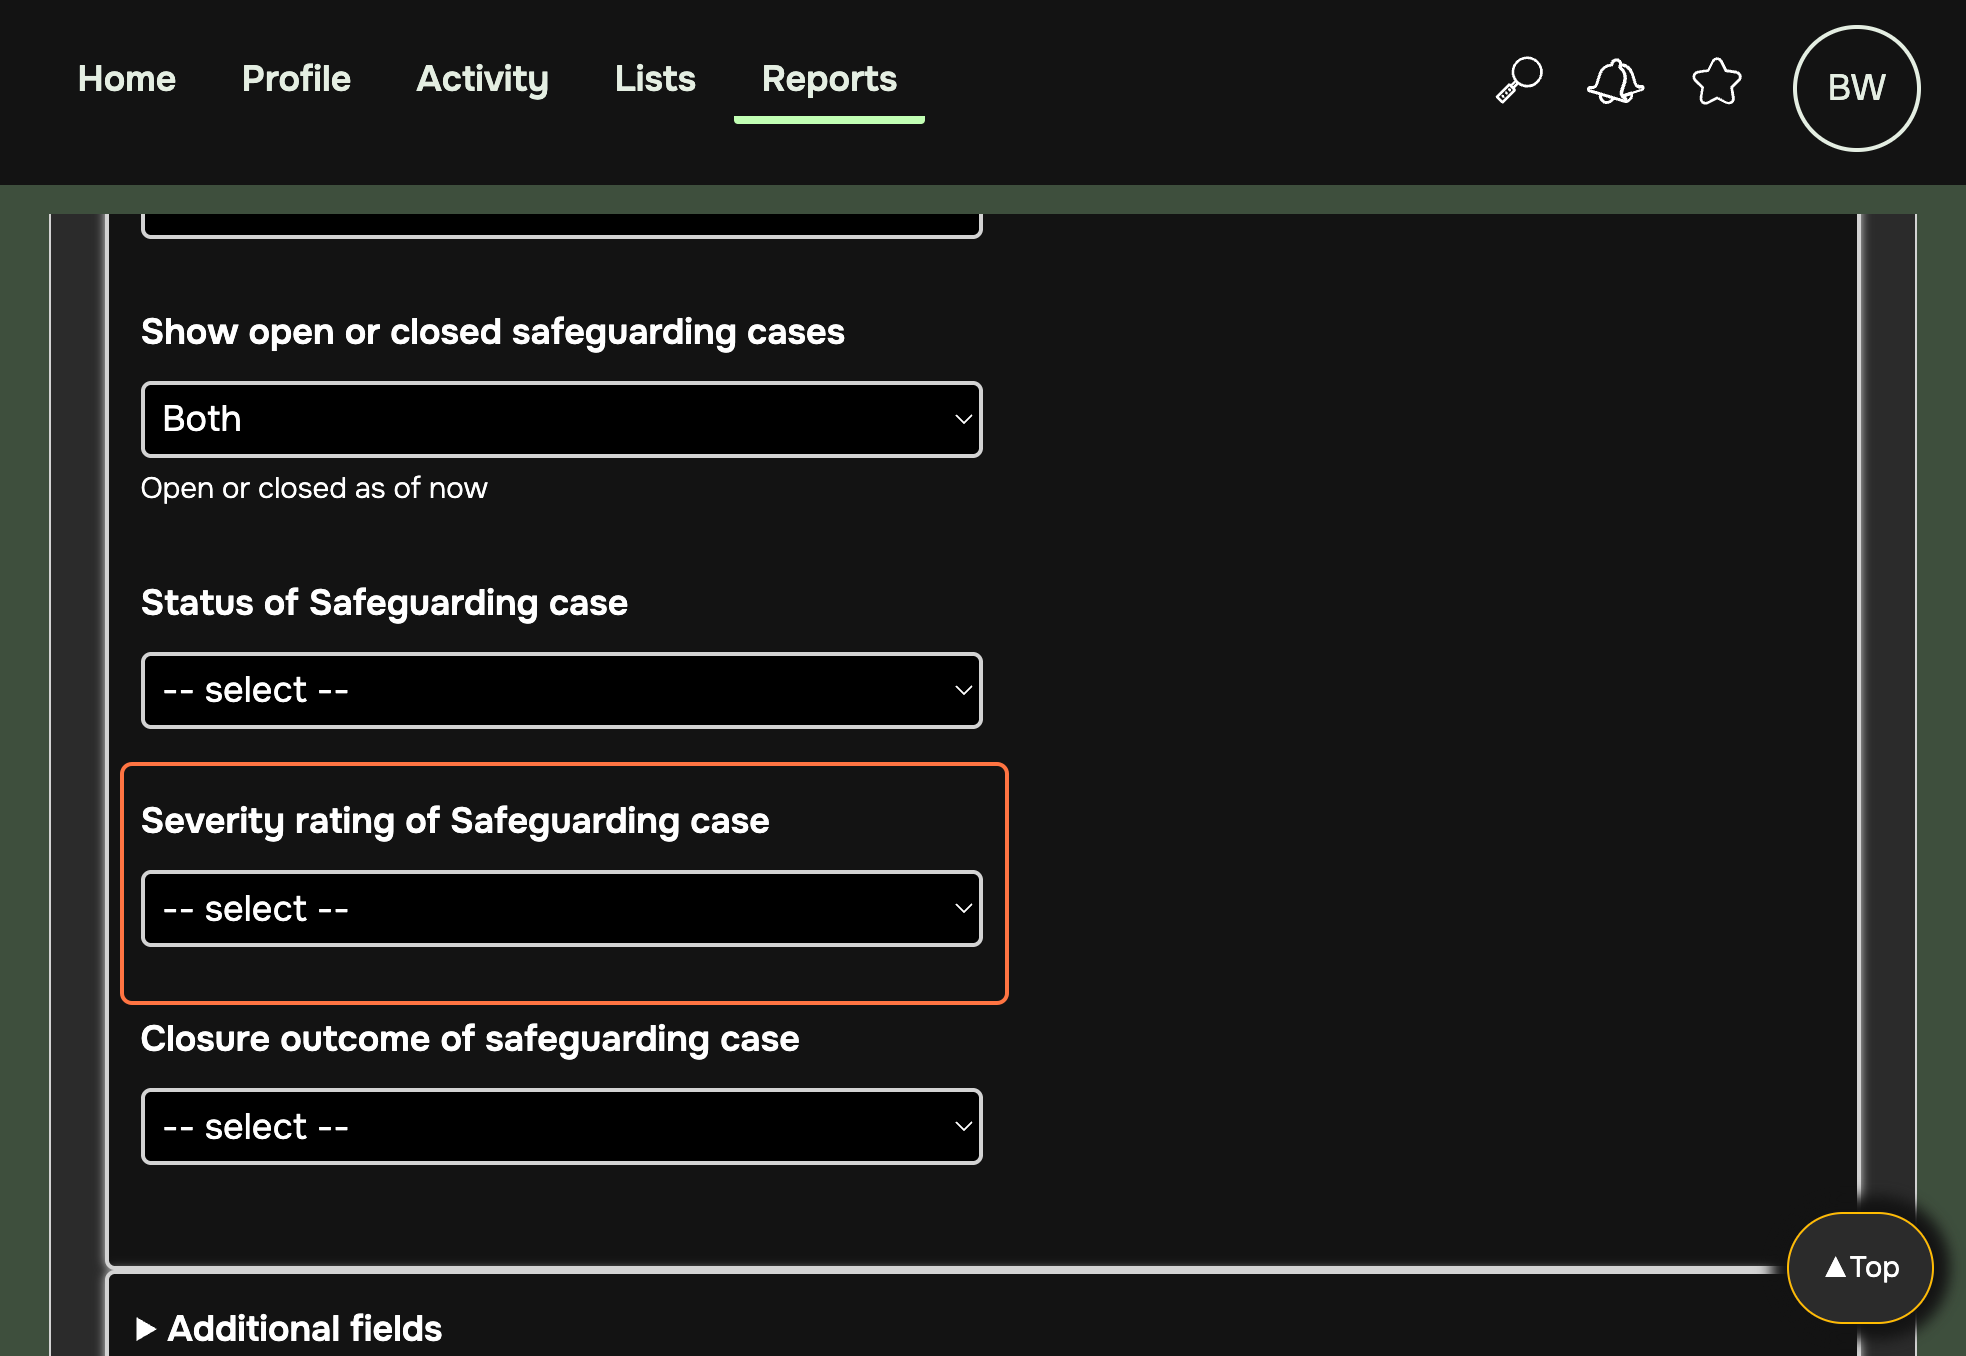 Home Profile Activity Lists Reports BW
Show open or closed safeguarding cases
Both
Open or closed as of now
Status of Safeguarding case
-- select --
Severity rating of Safeguarding case
-- select --
Closure outcome of safeguarding case
-- select --
▲Top
▶ Additional fields